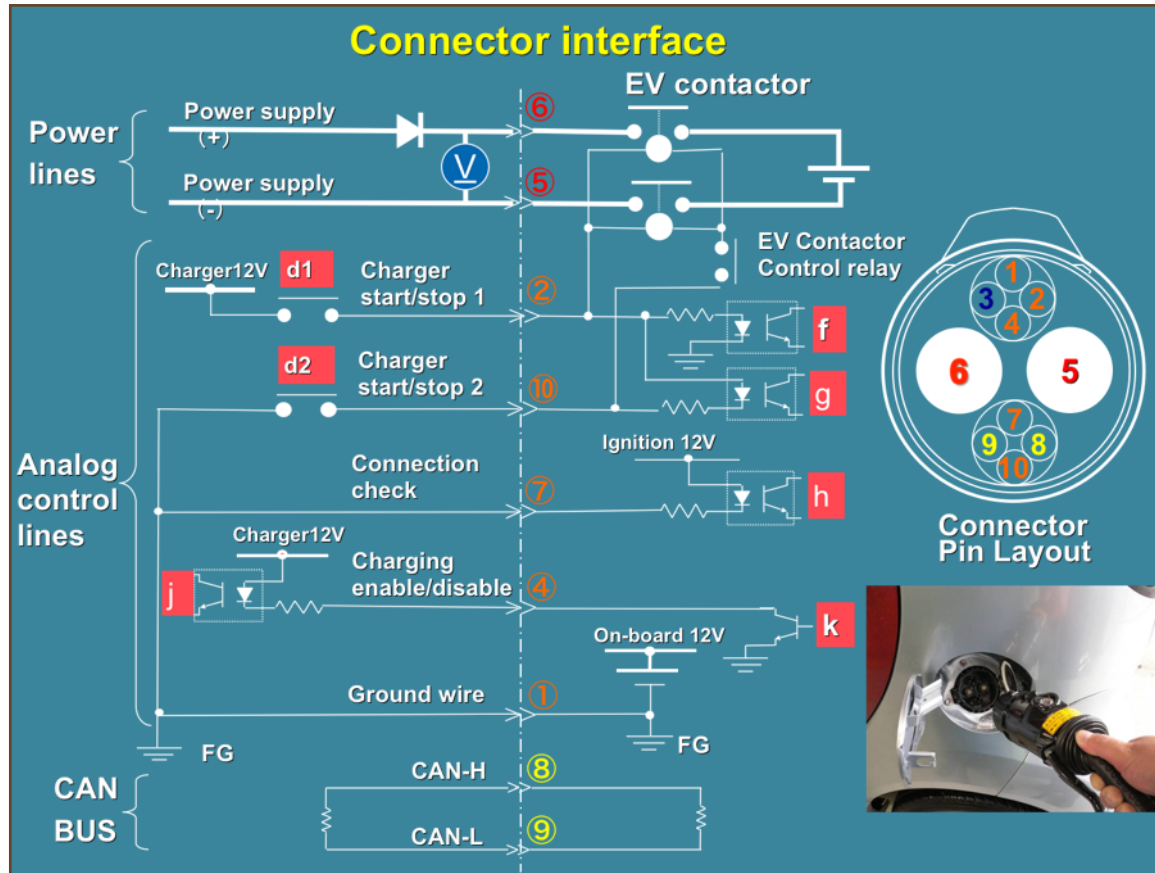 Connector interface
EV contactor
Power
lines
Power supply
(+)
⑥
V
Power supply
(-)
⑤
EV Contactor
Control relay
Analog
control
lines
Charger12V
d1
Charger
start/stop 1
②
f
d2
Charger
start/stop 2
⑩
g
Ignition 12V
Connection
check
⑦
h
Charger12V
j
Charging
enable/disable
④
k
On-board 12V
Ground wire
①
FG
FG
CAN
BUS
CAN-H
⑧
CAN-L
⑨
1
3
2
4
6
5
7
9
8
10
Connector
Pin Layout